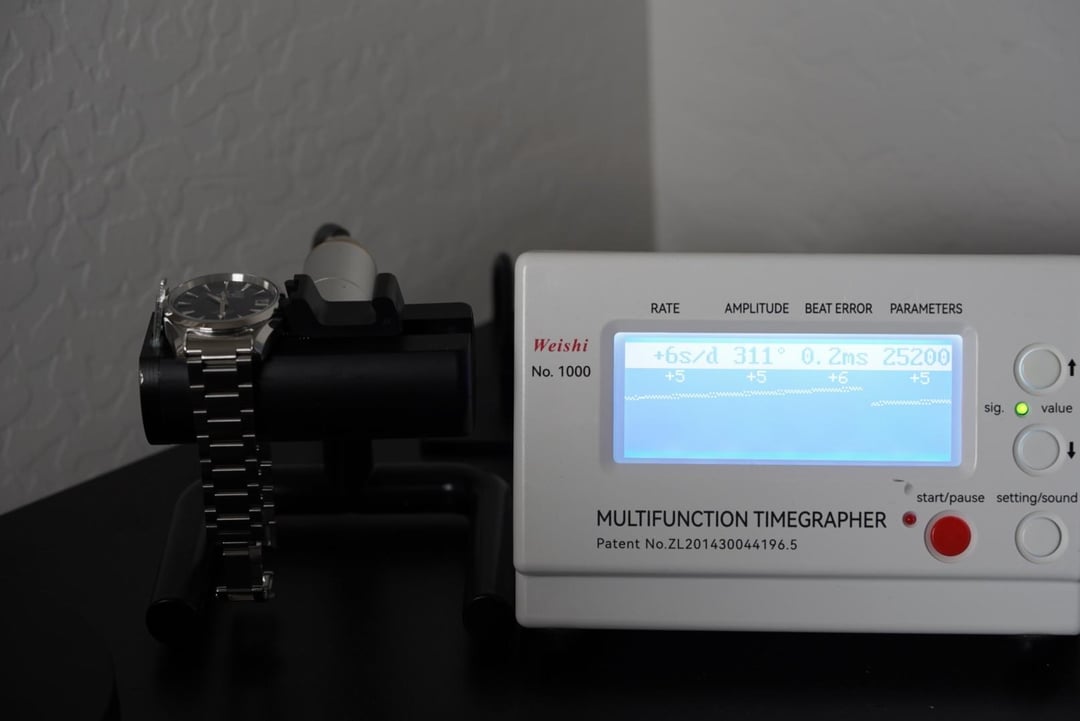 RATE AMPLITUDE BEAT ERROR PARAMETERS
Weishi
No. 1000
+6s/d 311° 0.2ms 25200
+5 +5 +6 +5
sig. value
start/pause setting/sound
MULTIFUNCTION TIMEGRAPHER
Patent No.ZL201430044196.5